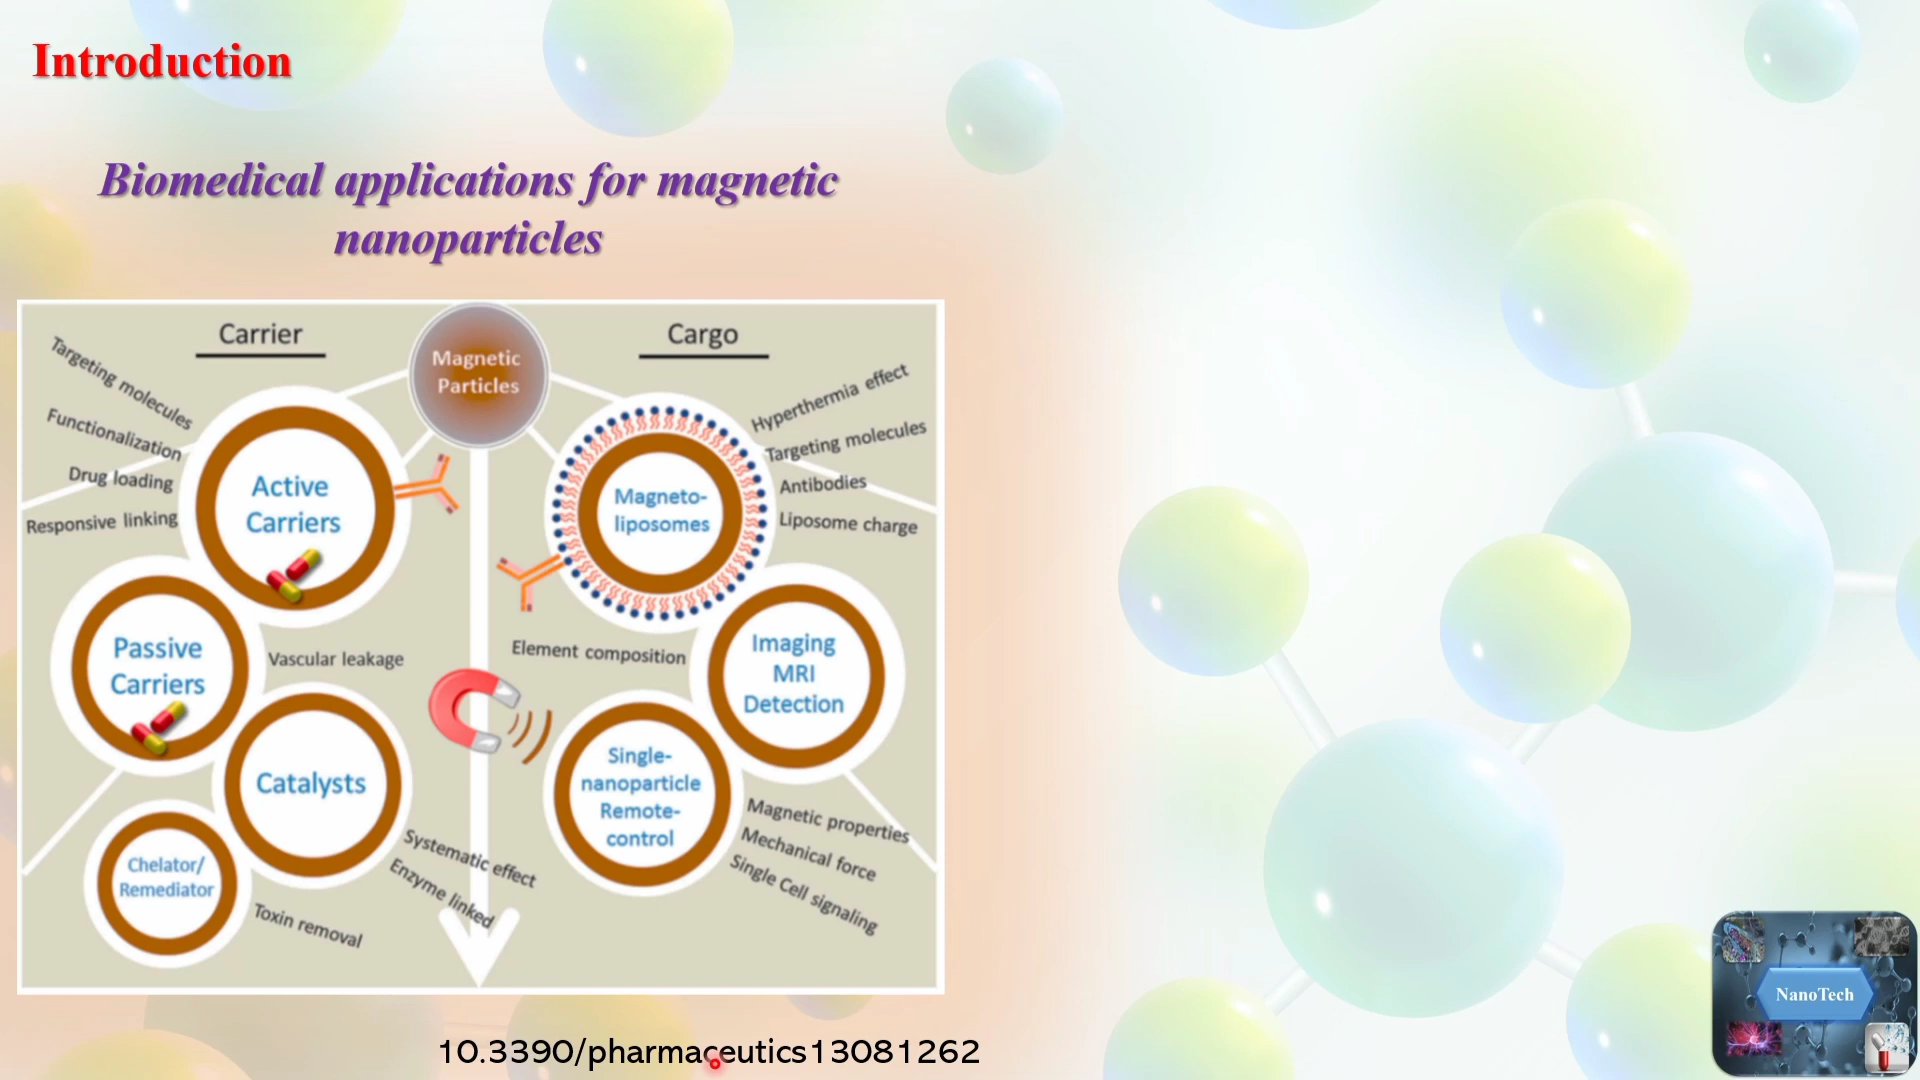 Introduction
Biomedical applications for magnetic
nanoparticles
Carrier
Magnetic
Particles
Cargo
Targeting molecules
Functionalization
Drug loading
Responsive linking
Active
Carriers
Magneto-
liposomes
Hyperthermia effect
Targeting molecules
Antibodies
Liposome charge
Passive
Carriers
Vascular leakage
Element composition
Imaging
MRI
Detection
Catalysts
Single-
nanoparticle
Remote-
control
Chelator/
Remediator
Systematic effect
Enzyme linked
Toxin removal
Magnetic properties
Mechanical force
Single Cell signaling
NanoTech
10.3390/pharmaceutics13081262